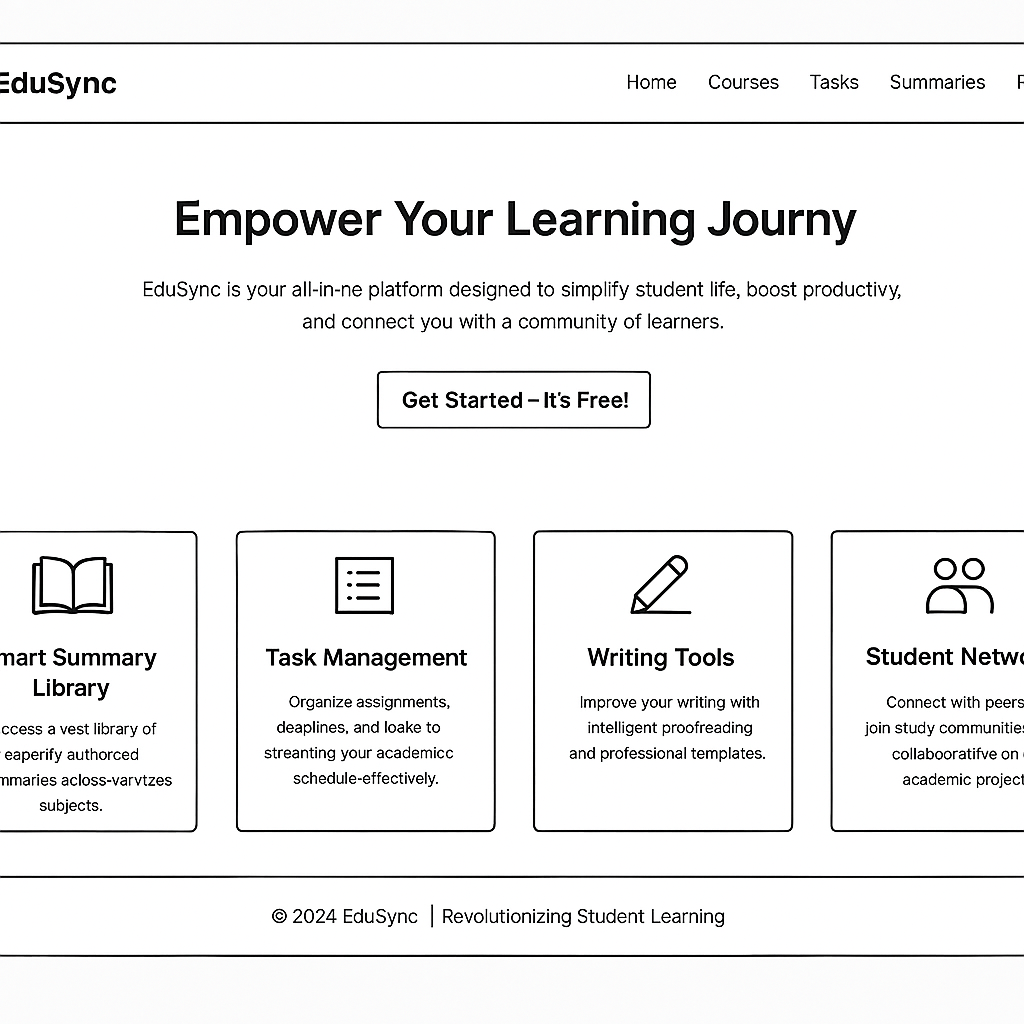 EduSync
Home Courses Tasks Summaries
Empower Your Learning Journy
EduSync is your all-in-ne platform designed to simplify student life, boost productivy,
and connect you with a community of learners.
Get Started – It's Free!
mart Summary
Library
ccess a vest library of
eaperify authorced
mmaries acloss-varvtzes
subjects.
Task Management
Organize assignments,
deaplines, and loake to
streanting your academicc
schedule-effectively.
Writing Tools
Improve your writing with
intelligent proofreading
and professional templates.
Student Netwo
Connect with peers
join study communities
collabooratifve on
academic project
© 2024 EduSync | Revolutionizing Student Learning